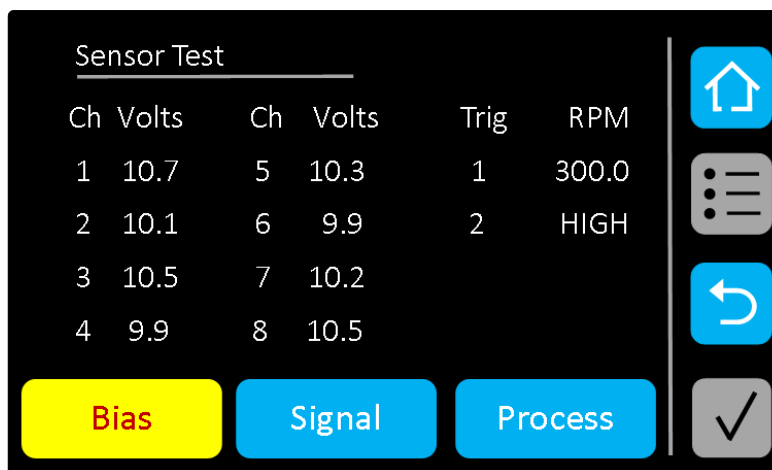 Sensor Test
Ch Volts Ch Volts Trig RPM
1 10.7 5 10.3 1 300.0
2 10.1 6 9.9 2 HIGH
3 10.5 7 10.2
4 9.9 8 10.5
Bias Signal Process